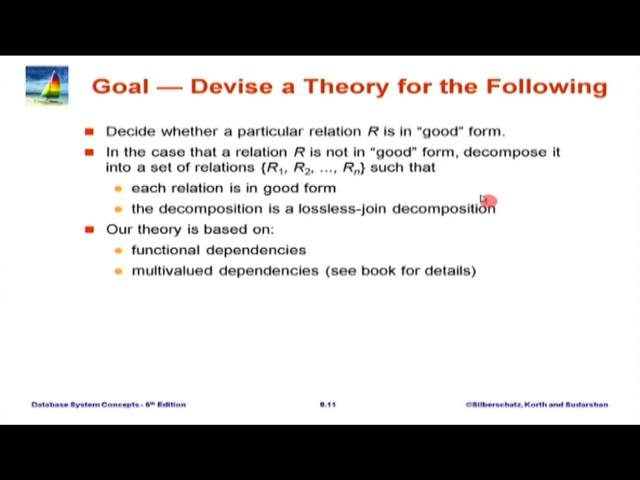 Goal — Devise a Theory for the Following
Decide whether a particular relation R is in “good” form.
In the case that a relation R is not in “good” form, decompose it
into a set of relations {R1, R2, ..., Rn} such that
each relation is in good form
the decomposition is a lossless-join decomposition
Our theory is based on:
functional dependencies
multivalued dependencies (see book for details)
Database System Concepts - 6th Edition
8.11
©Silberschatz, Korth and Sudarshan